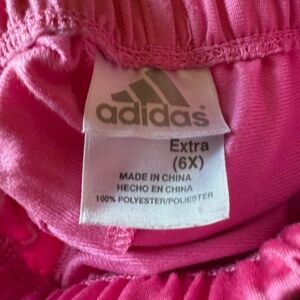 adidas®
Extra
(6X)
MADE IN CHINA
HECHO EN CHINA
100% POLYESTER/POLIESTER